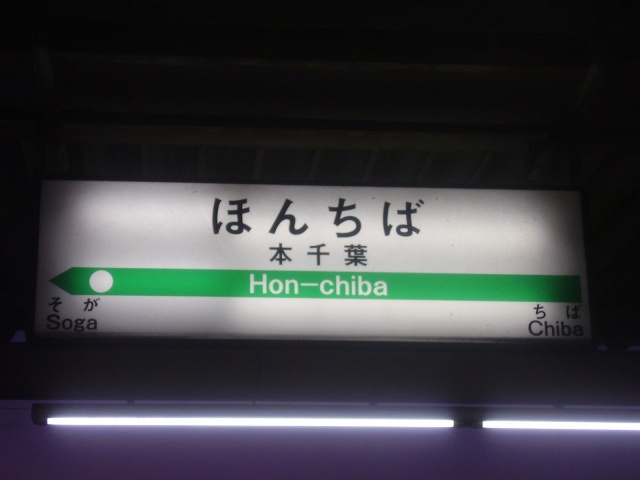 ほんちば
本千葉
Hon-chiba
そが
Soga
ちば
Chiba